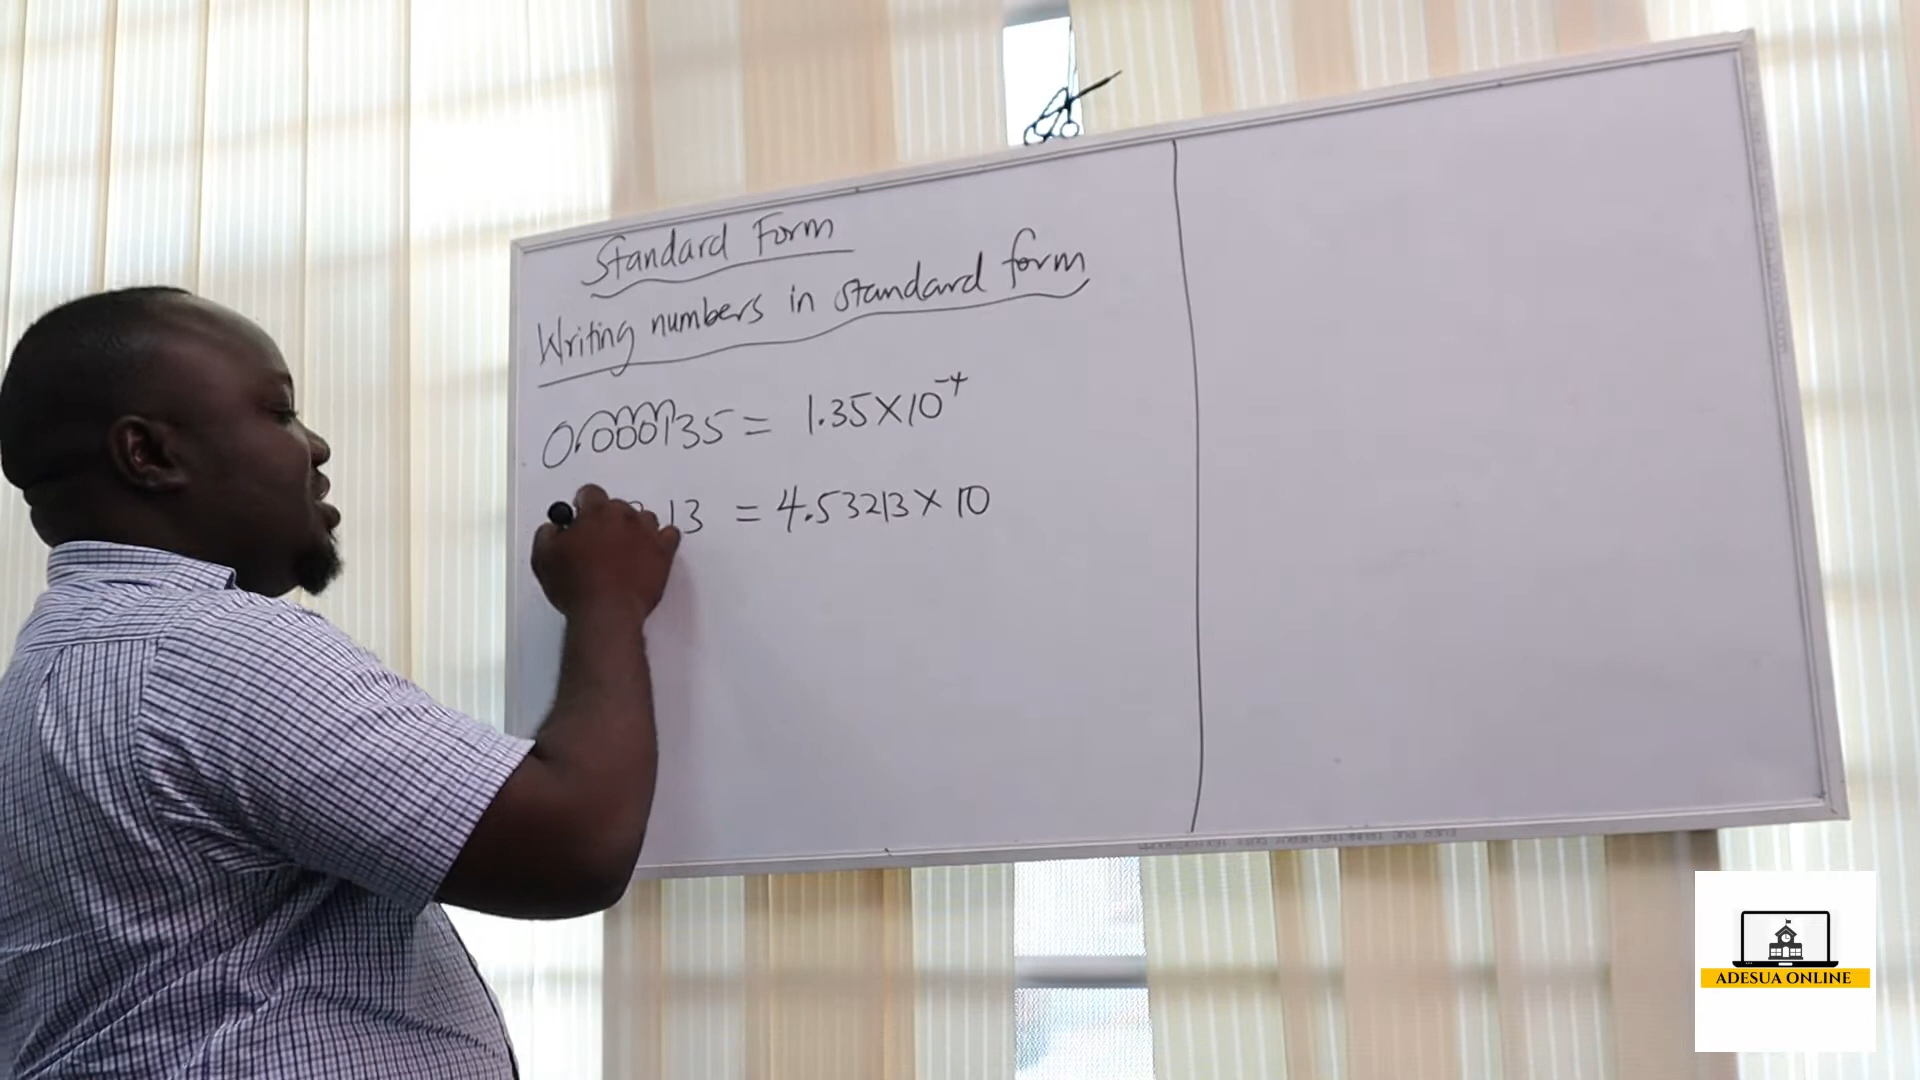 Standard Form
Writing numbers in standard form
0.000135 = 1.35 × 10⁻⁴
13 = 4.53213 × 10
ADESUA ONLINE